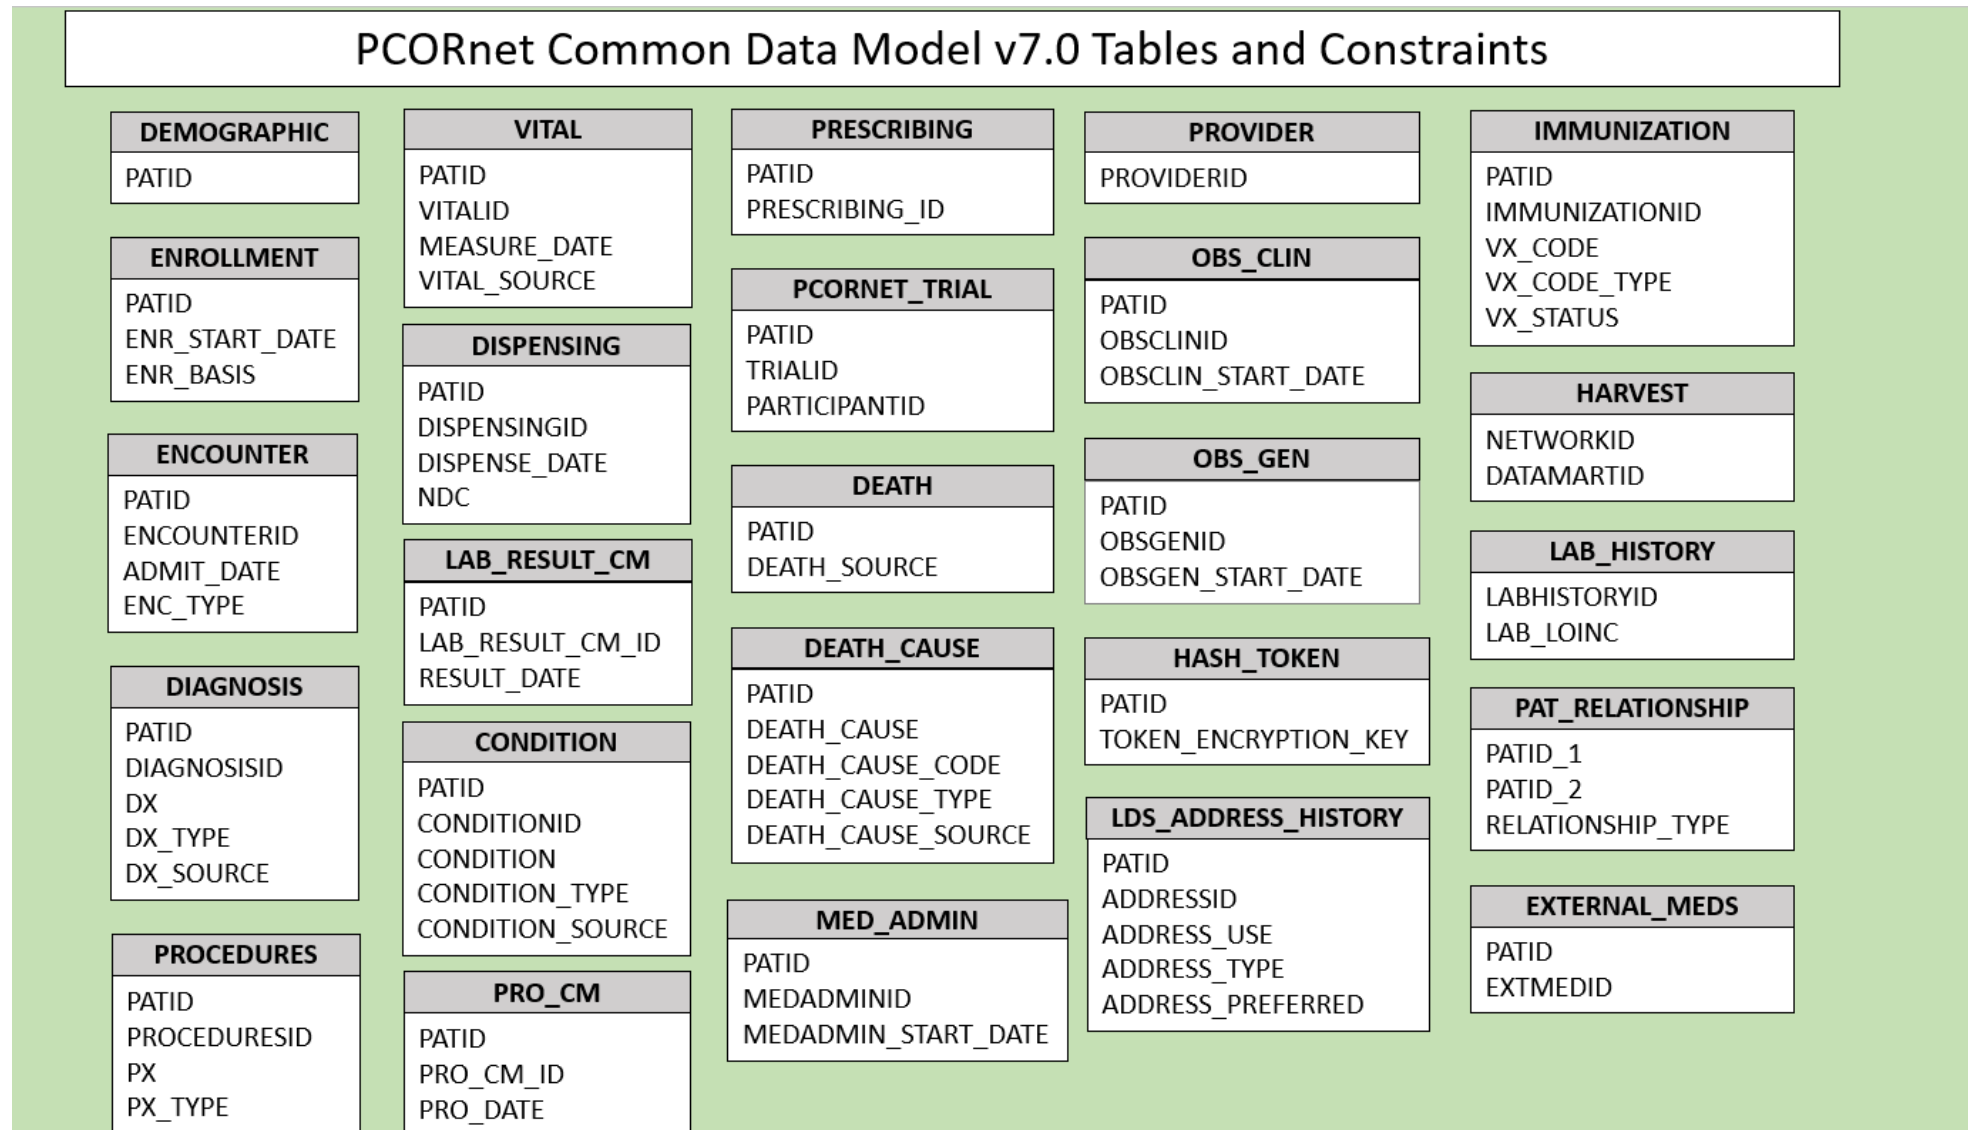 PCORnet Common Data Model v7.0 Tables and Constraints
DEMOGRAPHIC
PATID
ENROLLMENT
PATID
ENR_START_DATE
ENR_BASIS
ENCOUNTER
PATID
ENCOUNTERID
ADMIT_DATE
ENC_TYPE
DIAGNOSIS
PATID
DIAGNOSISID
DX
DX_TYPE
DX_SOURCE
PROCEDURES
PATID
PROCEDURESID
PX
PX_TYPE
VITAL
PATID
VITALID
MEASURE_DATE
VITAL_SOURCE
DISPENSING
PATID
DISPENSINGID
DISPENSE_DATE
NDC
LAB_RESULT_CM
PATID
LAB_RESULT_CM_ID
RESULT_DATE
CONDITION
PATID
CONDITIONID
CONDITION
CONDITION_TYPE
CONDITION_SOURCE
PRO_CM
PATID
PRO_CM_ID
PRO_DATE
PRESCRIBING
PATID
PRESCRIBING_ID
PCORNET_TRIAL
PATID
TRIALID
PARTICIPANTID
DEATH
PATID
DEATH_SOURCE
DEATH_CAUSE
PATID
DEATH_CAUSE
DEATH_CAUSE_CODE
DEATH_CAUSE_TYPE
DEATH_CAUSE_SOURCE
MED_ADMIN
PATID
MEDADMINID
MEDADMIN_START_DATE
PROVIDER
PROVIDERID
OBS_CLIN
PATID
OBSCLINID
OBSCLIN_START_DATE
OBS_GEN
PATID
OBSGENID
OBSGEN_START_DATE
HASH_TOKEN
PATID
TOKEN_ENCRYPTION_KEY
LDS_ADDRESS_HISTORY
PATID
ADDRESSID
ADDRESS_USE
ADDRESS_TYPE
ADDRESS_PREFERRED
IMMUNIZATION
PATID
IMMUNIZATIONID
VX_CODE
VX_CODE_TYPE
VX_STATUS
HARVEST
NETWORKID
DATAMARTID
LAB_HISTORY
LABHISTORYID
LAB_LOINC
PAT_RELATIONSHIP
PATID_1
PATID_2
RELATIONSHIP_TYPE
EXTERNAL_MEDS
PATID
EXTMEDID